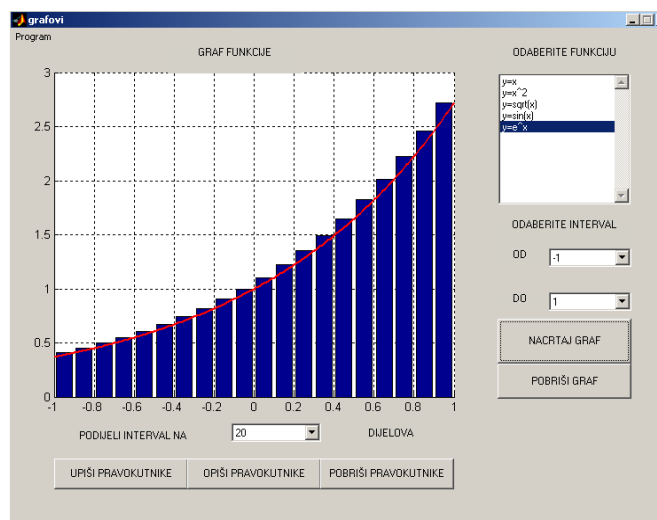 grafovi
Program
GRAF FUNKCIJE
3
2.5
2
1.5
1
0.5
0
-1 -0.8 -0.6 -0.4 -0.2 0 0.2 0.4 0.6 0.8 1
PODIJELI INTERVAL NA 20 DIJELOVA
UPIŠI PRAVOKUTNIKE OPIŠI PRAVOKUTNIKE POBRIŠI PRAVOKUTNIKE
ODABERITE FUNKCIJU
y=x
y=x^2
y=sqrt(x)
y=sin(x)
y=e^x
ODABERITE INTERVAL
OD -1
DO 1
NACRTAJ GRAF
POBRIŠI GRAF